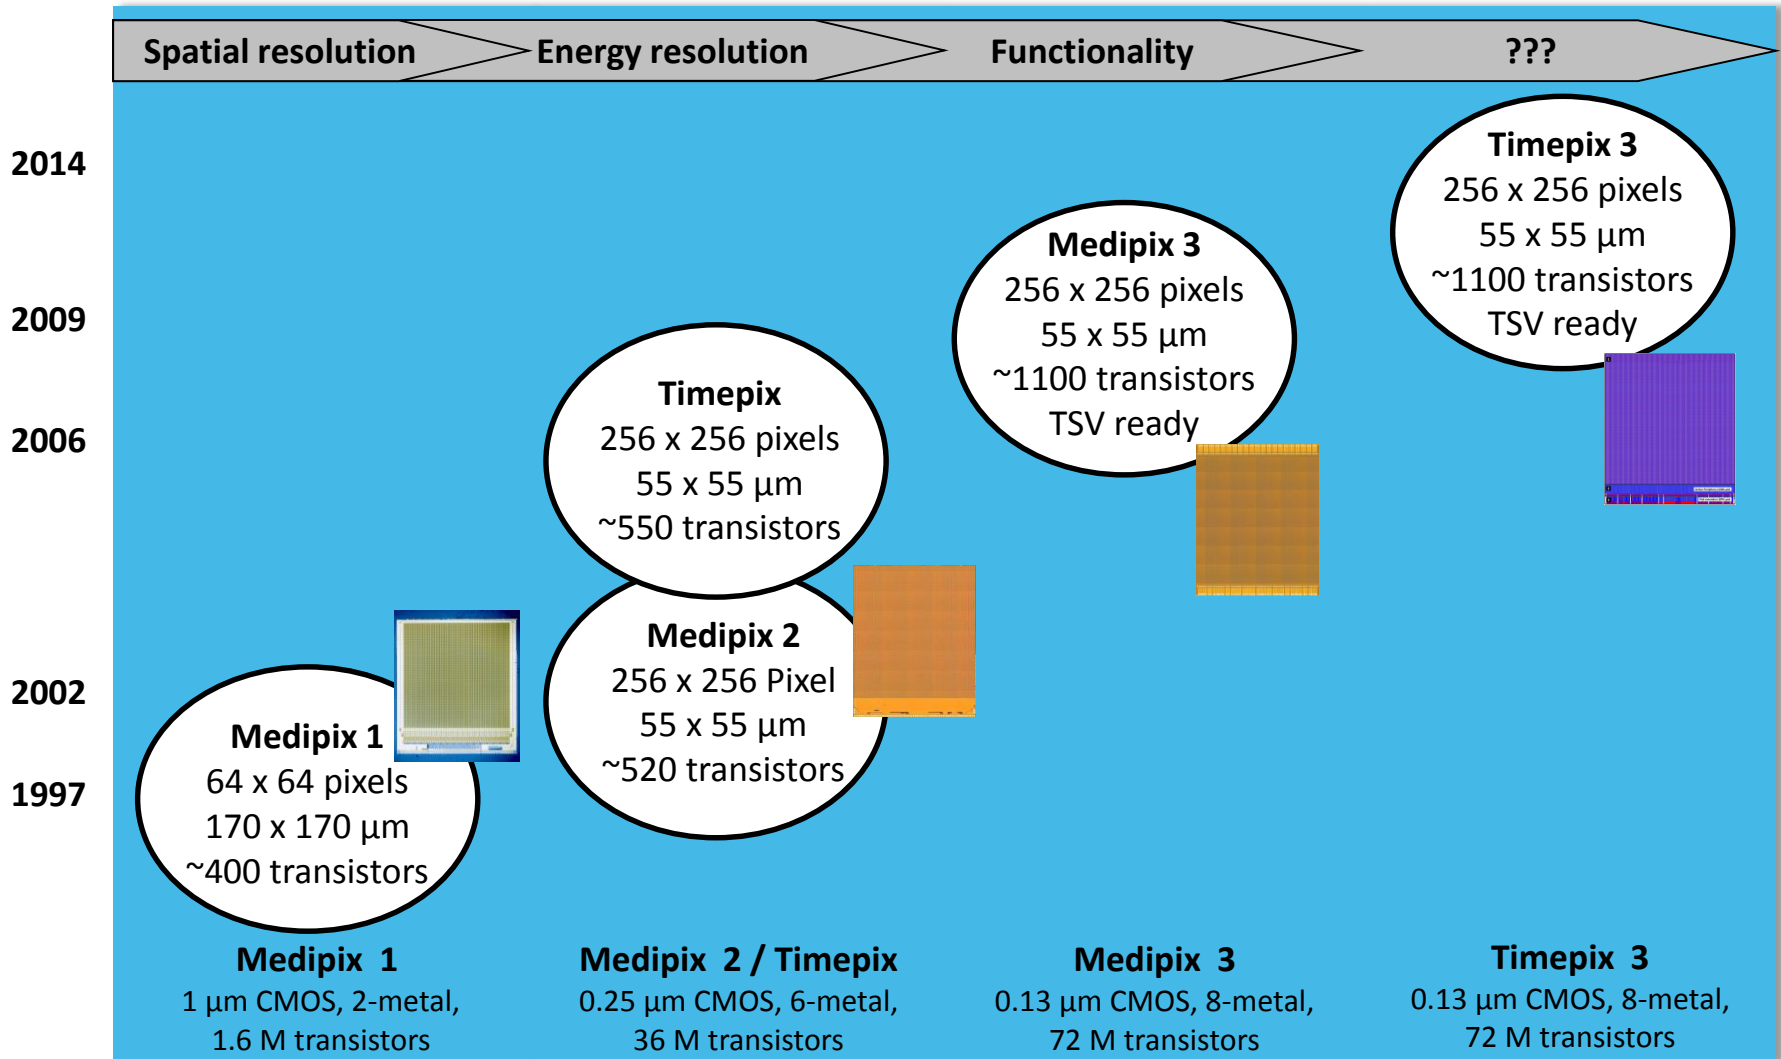 Spatial resolution
Energy resolution
Functionality
???
2014
2009
2006
2002
1997
Timepix 3
256 x 256 pixels
55 x 55 µm
~1100 transistors
TSV ready
Medipix 3
256 x 256 pixels
55 x 55 µm
~1100 transistors
TSV ready
Timepix
256 x 256 pixels
55 x 55 µm
~550 transistors
Medipix 2
256 x 256 Pixel
55 x 55 µm
~520 transistors
Medipix 1
64 x 64 pixels
170 x 170 µm
~400 transistors
Medipix 1
1 µm CMOS, 2-metal,
1.6 M transistors
Medipix 2 / Timepix
0.25 µm CMOS, 6-metal,
36 M transistors
Medipix 3
0.13 µm CMOS, 8-metal,
72 M transistors
Timepix 3
0.13 µm CMOS, 8-metal,
72 M transistors